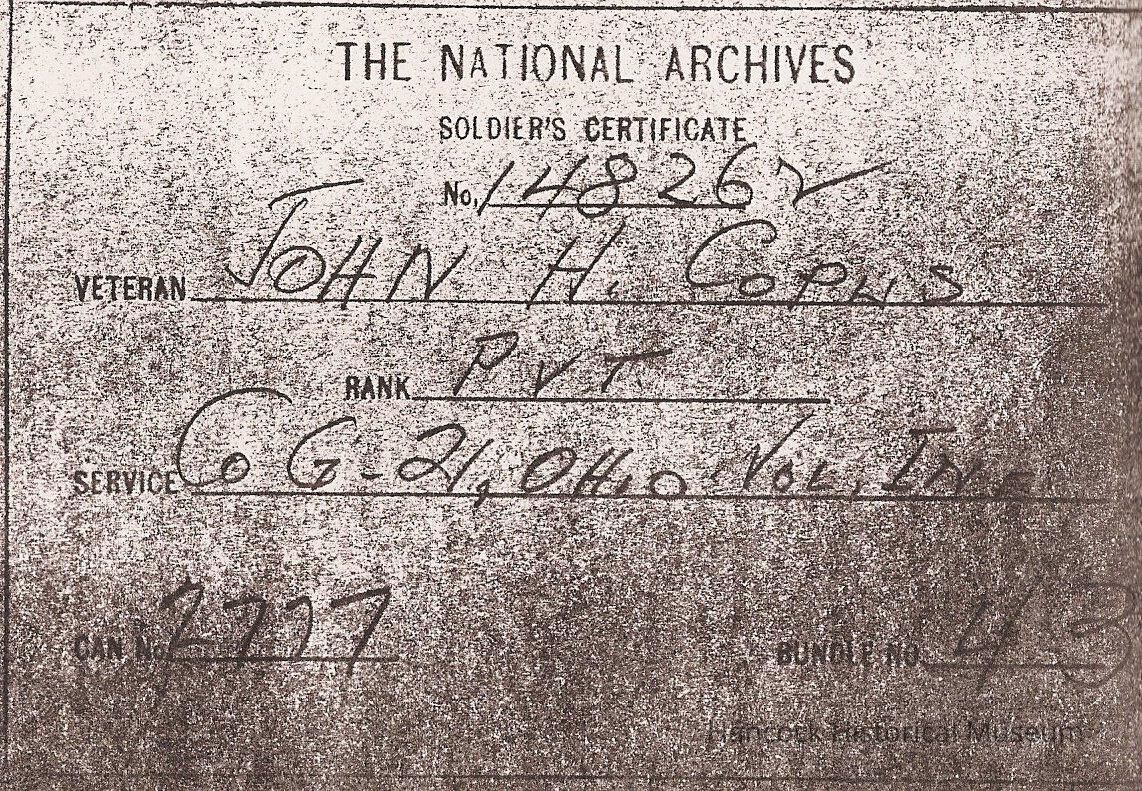 THE NATIONAL ARCHIVES
SOLDIER'S CERTIFICATE
No. 148262
VETERAN JOHN H. COPUS
RANK PVT.
SERVICE CO G-21, OHIO VOL, INF
CAN No. 2777
BUNDLE NO. 43
Hancock Historical Museum